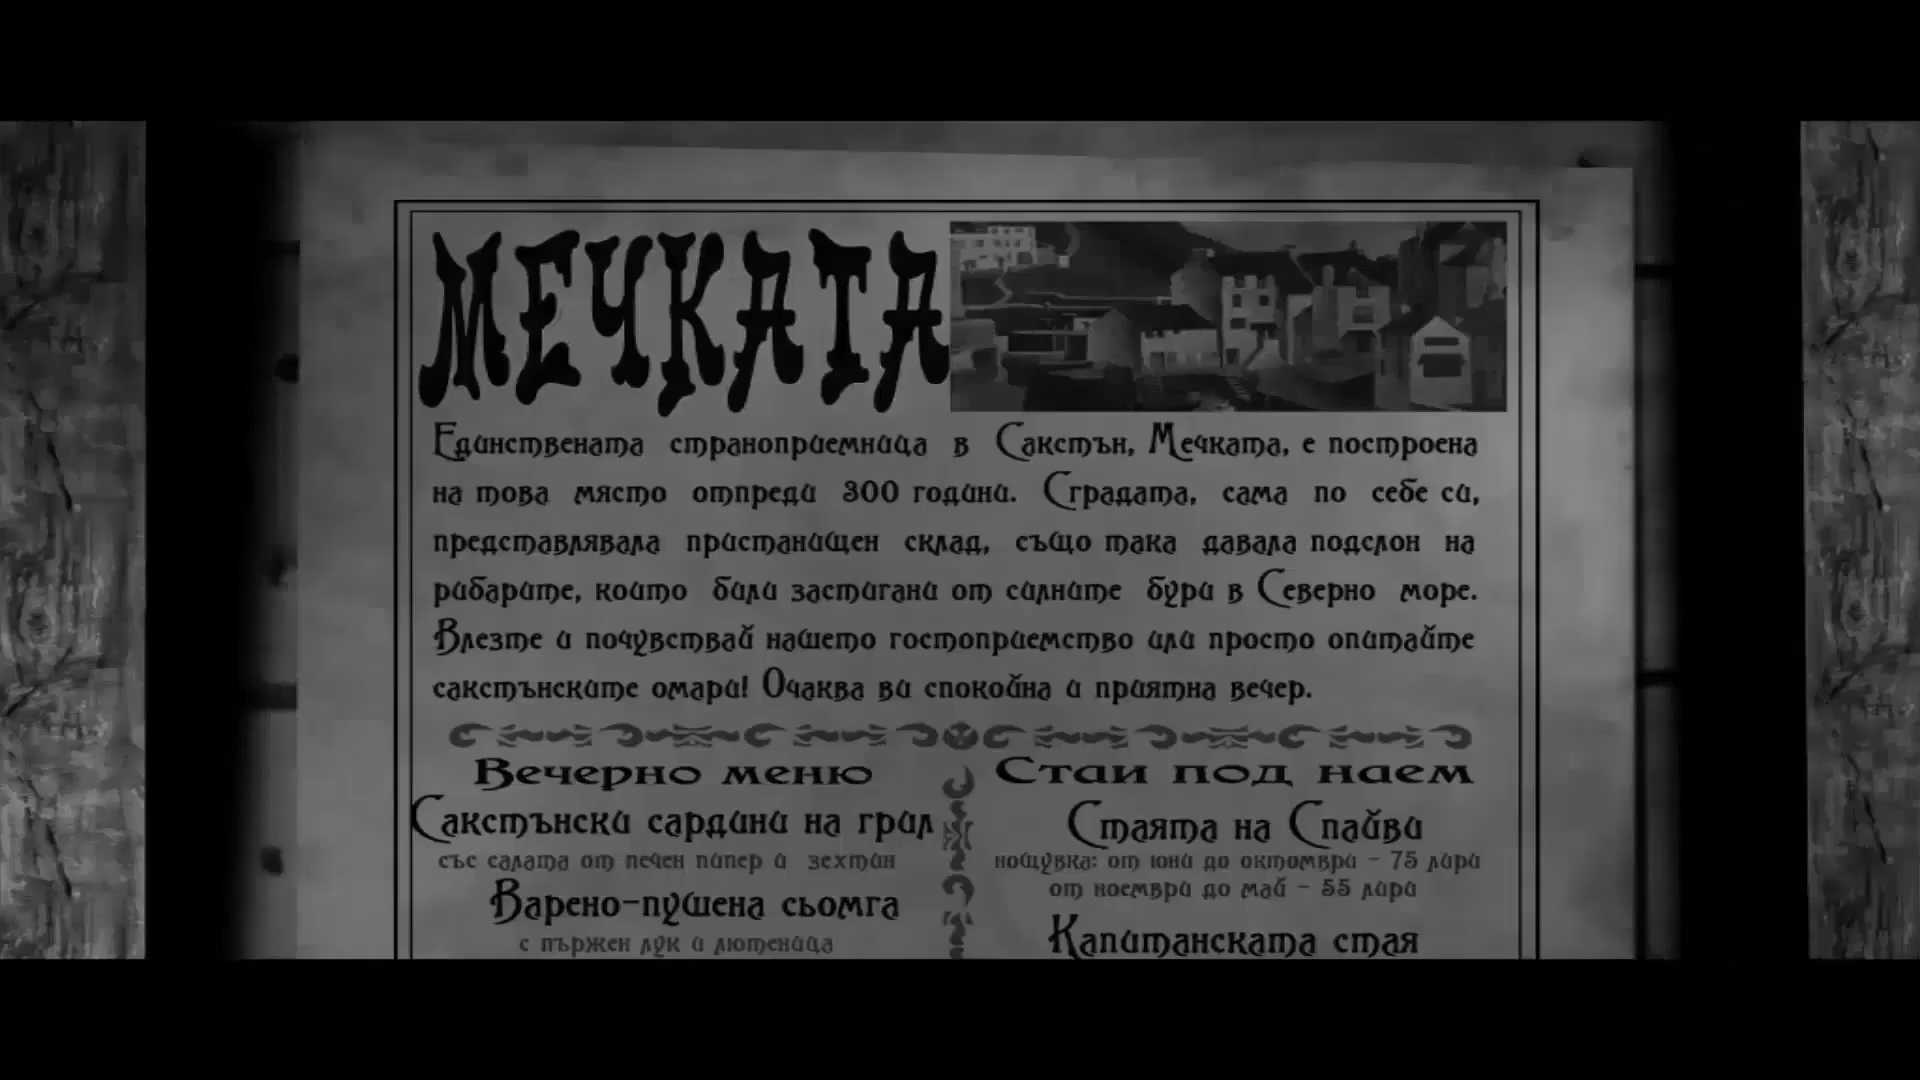 МЕЧКАТА
Единствената страноприемница в Сакстън, Мечката, е построена
на това място отпреди 300 години. Сградата, сама по себе си,
представлявала пристанищен склад, също така давала подслон на
рибарите, които били застигани от силните бури в Северно море.
Влезте и почувствай нашето гостоприемство или просто опитайте
сакстънските омари! Очаква ви спокойна и приятна вечер.
Вечерно меню
Сакстънски сардини на грил
със салата от печен пипер и зехтин
Варено-пушена сьомга
с пържен лук и лютеница
Стаи под наем
Стаята на Спайви
нощувка: от юни до октомври - 75 лири
от ноември до май - 55 лири
Капитанската стая